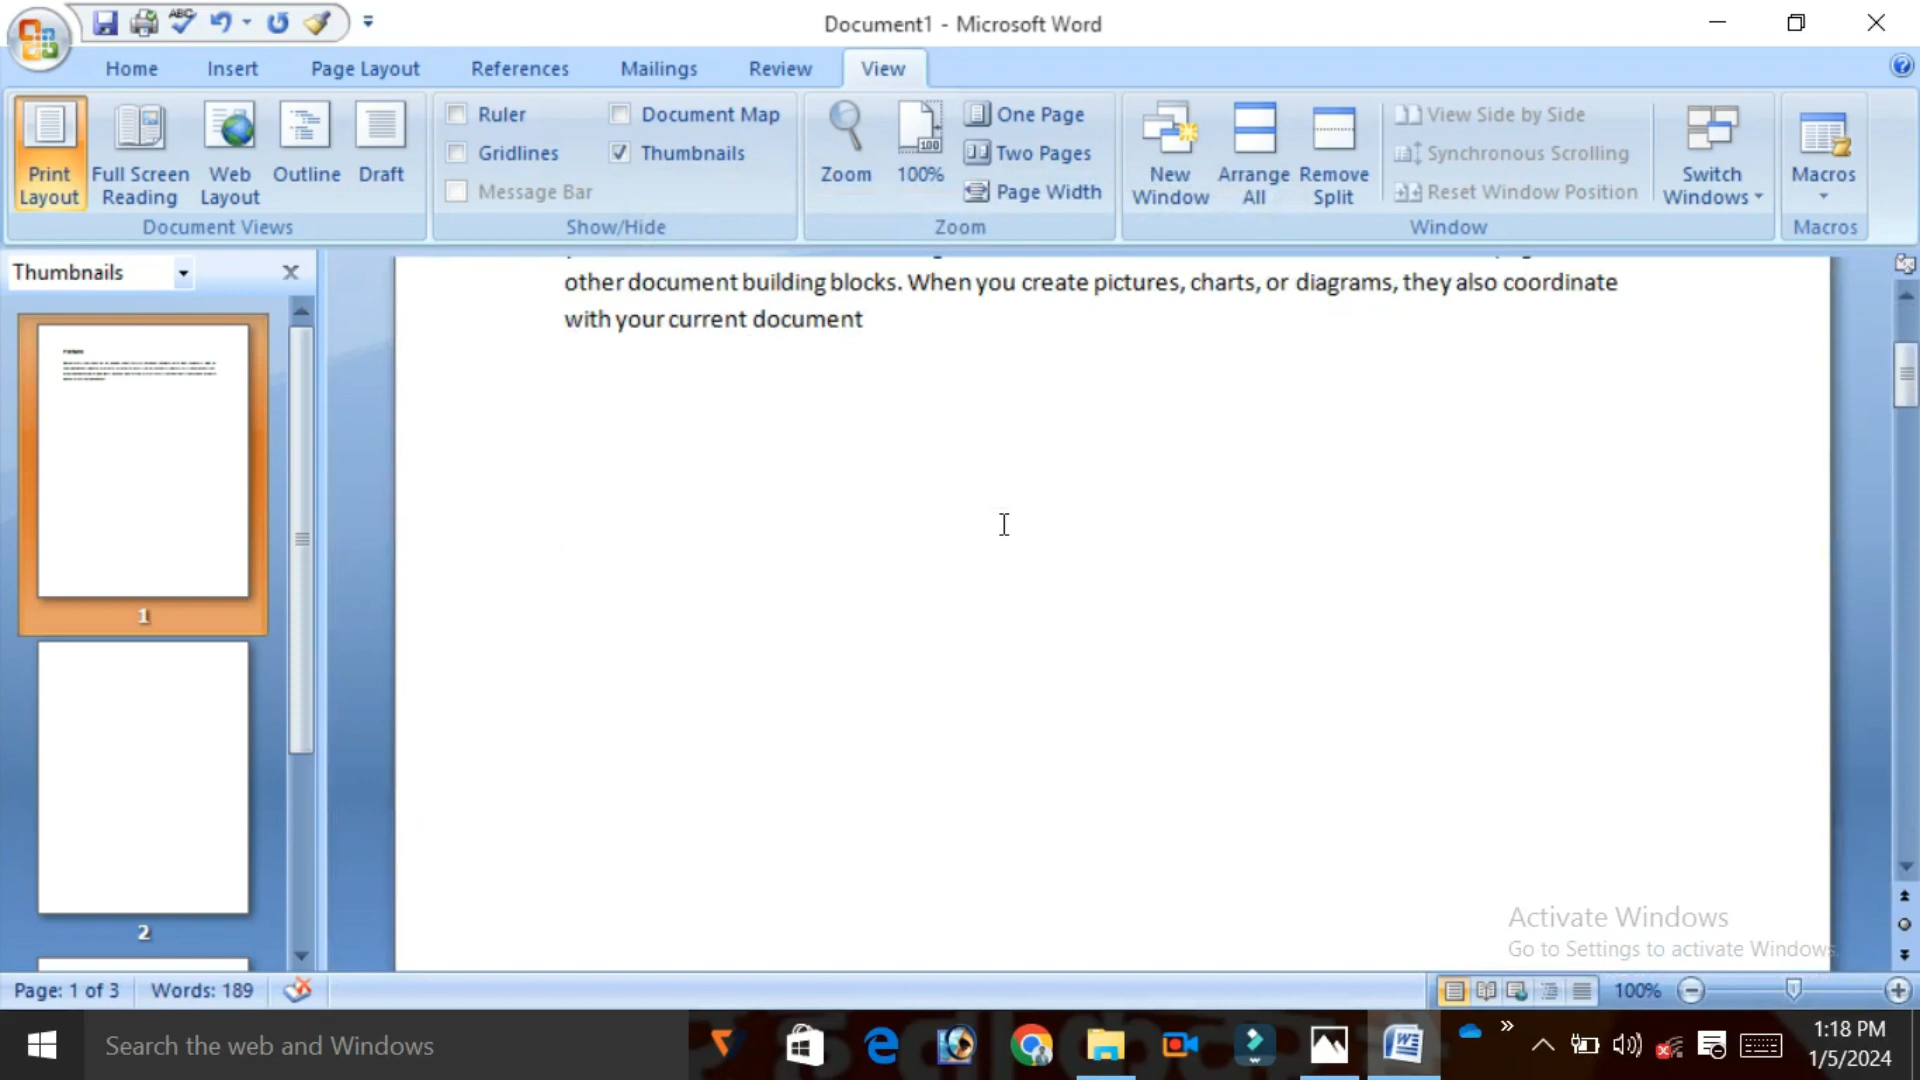 Document1 - Microsoft Word
Home Insert Page Layout References Mailings Review View
Print Layout
Full Screen Reading
Web Layout
Outline
Draft
Document Views
Ruler
Gridlines
Message Bar
Document Map
Thumbnails
Show/Hide
Zoom
100
100%
One Page
Two Pages
Page Width
Zoom
New Window
Arrange All
Remove Split
View Side by Side
Synchronous Scrolling
Reset Window Position
Switch Windows
Window
Macros
Macros
Thumbnails
1
2
other document building blocks. When you create pictures, charts, or diagrams, they also coordinate
with your current document
Activate Windows
Go to Settings to activate Windows.
Page: 1 of 3 Words: 189
100%
Search the web and Windows
1:18 PM
1/5/2024